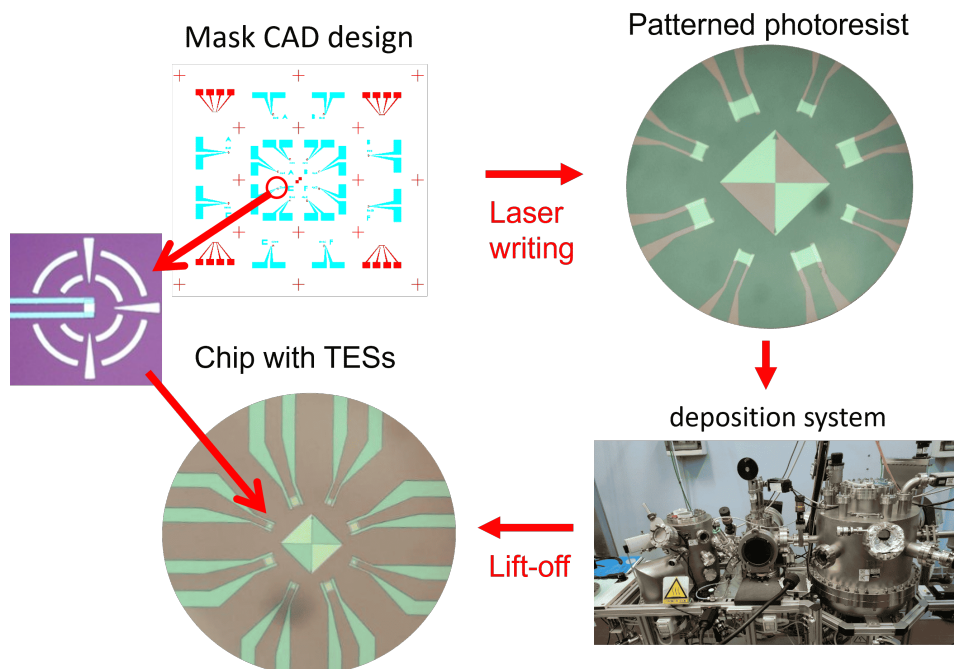 Mask CAD design
Patterned photoresist
Laser
writing
Chip with TESs
deposition system
Lift-off